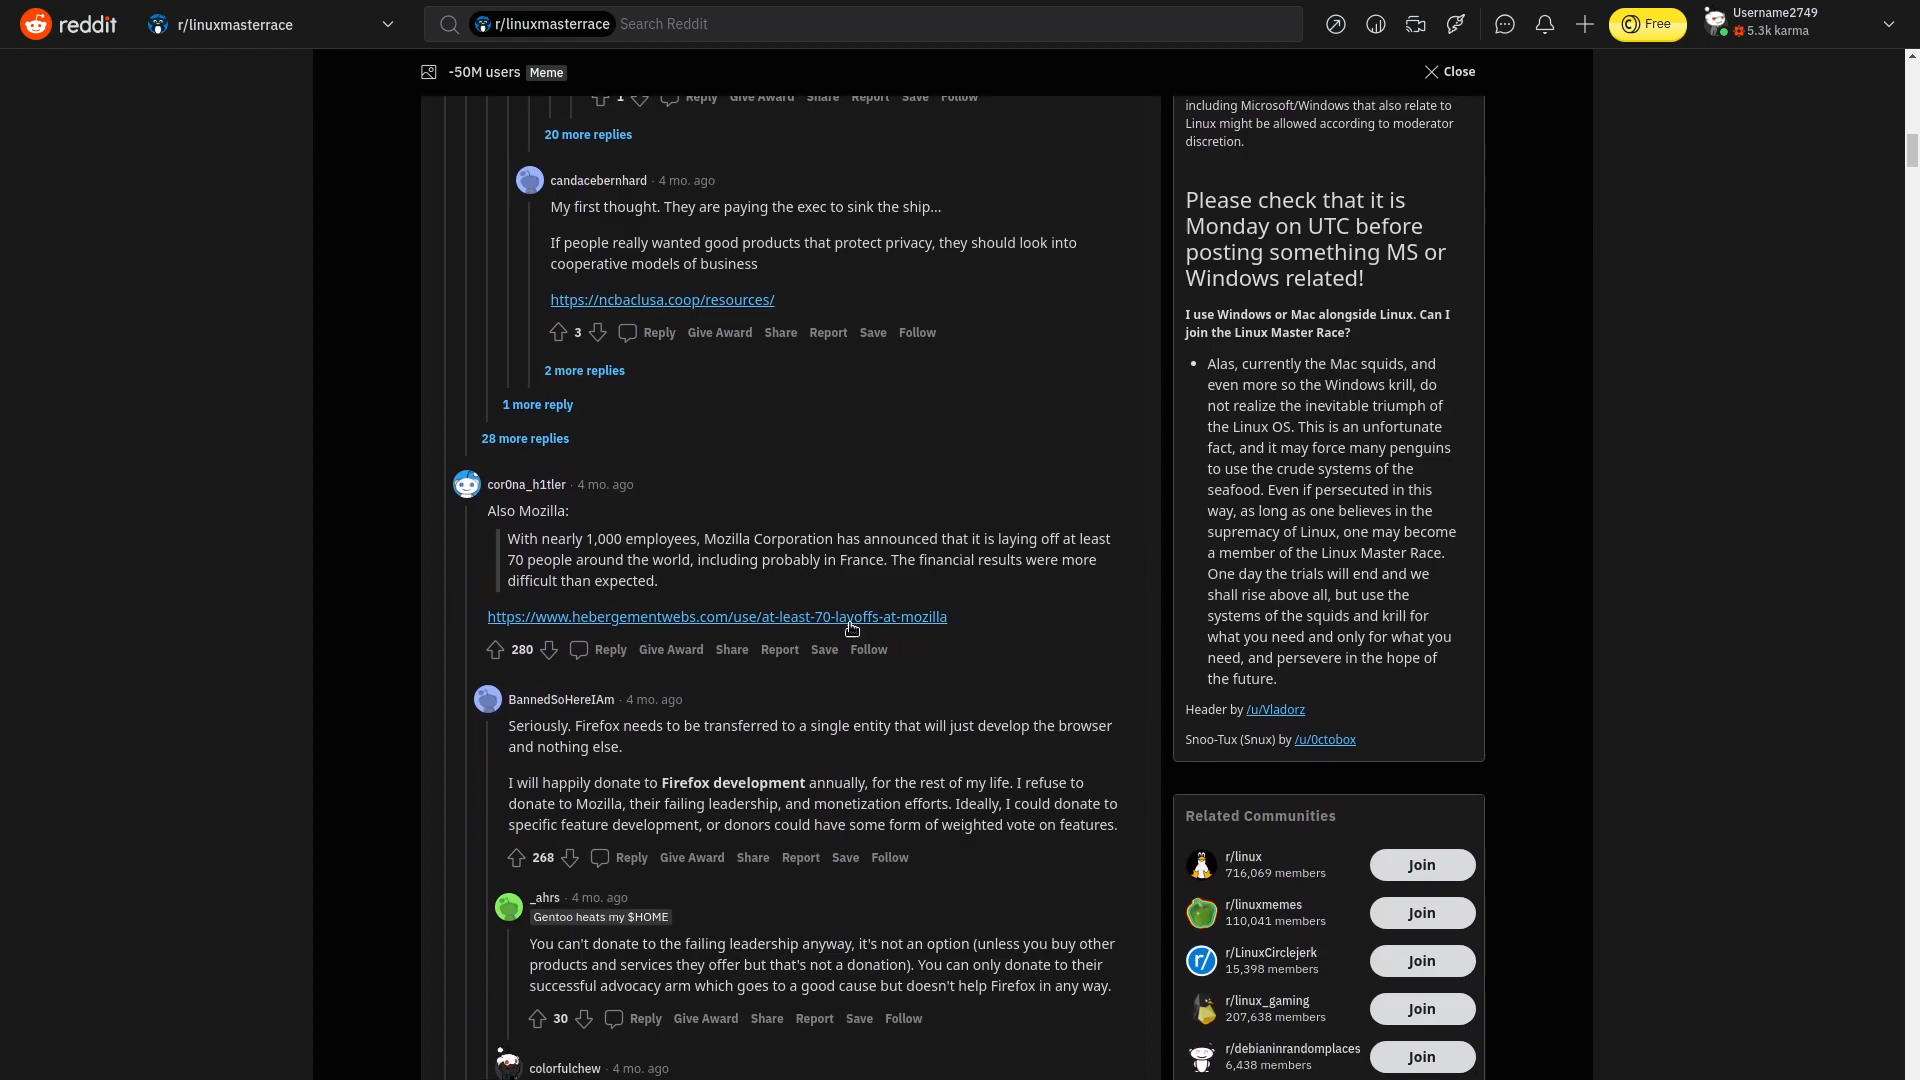 reddit
r/linuxmasterrace
r/linuxmasterrace Search Reddit
Free
Username2749
5.3k karma
-50M users Meme
Close
1 Reply Give Award Share Report Save Follow
20 more replies
candacebernhard · 4 mo. ago
My first thought. They are paying the exec to sink the ship...
If people really wanted good products that protect privacy, they should look into
cooperative models of business
https://ncbaclusa.coop/resources/
3 Reply Give Award Share Report Save Follow
2 more replies
1 more reply
28 more replies
cor0na_h1tler · 4 mo. ago
Also Mozilla:
With nearly 1,000 employees, Mozilla Corporation has announced that it is laying off at least
70 people around the world, including probably in France. The financial results were more
difficult than expected.
https://www.hebergementwebs.com/use/at-least-70-layoffs-at-mozilla
280 Reply Give Award Share Report Save Follow
BannedSoHereIAm · 4 mo. ago
Seriously. Firefox needs to be transferred to a single entity that will just develop the browser
and nothing else.
I will happily donate to Firefox development annually, for the rest of my life. I refuse to
donate to Mozilla, their failing leadership, and monetization efforts. Ideally, I could donate to
specific feature development, or donors could have some form of weighted vote on features.
268 Reply Give Award Share Report Save Follow
_ahrs · 4 mo. ago
Gentoo heats my $HOME
You can't donate to the failing leadership anyway, it's not an option (unless you buy other
products and services they offer but that's not a donation). You can only donate to their
successful advocacy arm which goes to a good cause but doesn't help Firefox in any way.
30 Reply Give Award Share Report Save Follow
colorfulchew · 4 mo. ago
including Microsoft/Windows that also relate to
Linux might be allowed according to moderator
discretion.
Please check that it is
Monday on UTC before
posting something MS or
Windows related!
I use Windows or Mac alongside Linux. Can I
join the Linux Master Race?
• Alas, currently the Mac squids, and
even more so the Windows krill, do
not realize the inevitable triumph of
the Linux OS. This is an unfortunate
fact, and it may force many penguins
to use the crude systems of the
seafood. Even if persecuted in this
way, as long as one believes in the
supremacy of Linux, one may become
a member of the Linux Master Race.
One day the trials will end and we
shall rise above all, but use the
systems of the squids and krill for
what you need and only for what you
need, and persevere in the hope of
the future.
Header by /u/Vladorz
Snoo-Tux (Snux) by /u/0ctobox
Related Communities
r/linux
716,069 members
Join
r/linuxmemes
110,041 members
Join
r/
r/LinuxCirclejerk
15,398 members
Join
r/linux_gaming
207,638 members
Join
r/debianinrandomplaces
6,438 members
Join